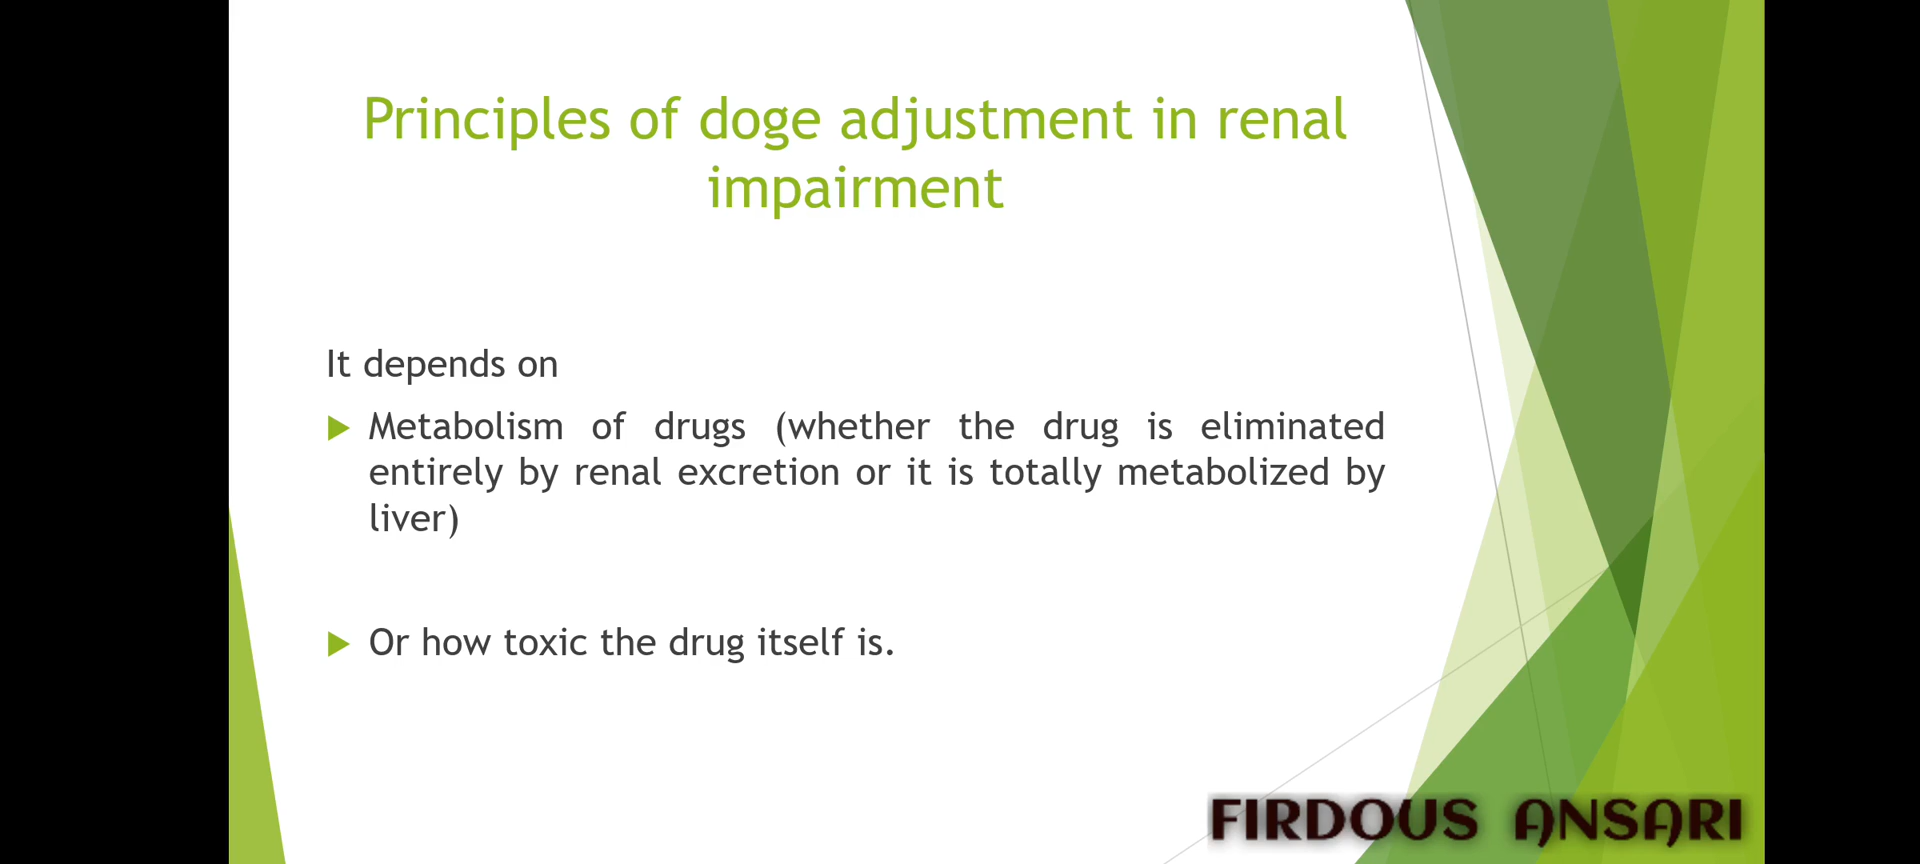 Principles of doge adjustment in renal
impairment
It depends on
Metabolism of drugs (whether the drug is eliminated
entirely by renal excretion or it is totally metabolized by
liver)
Or how toxic the drug itself is.
FIRDOUS ANSARI